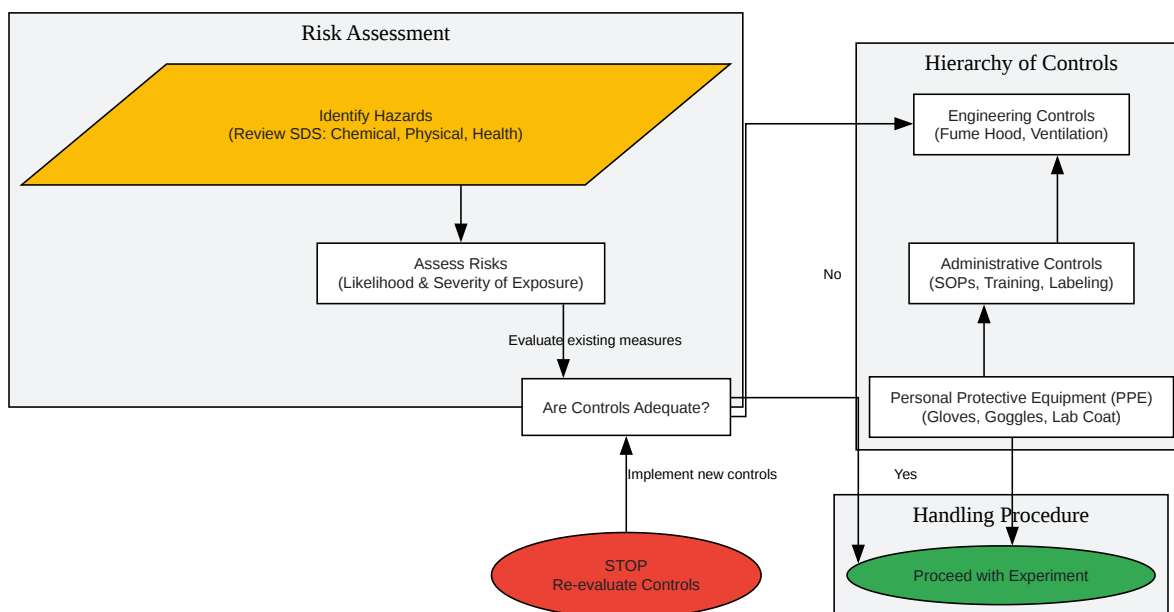 Risk Assessment
Identify Hazards
(Review SDS: Chemical, Physical, Health)
Assess Risks
(Likelihood & Severity of Exposure)
Evaluate existing measures
Are Controls Adequate?
Implement new controls
STOP
Re-evaluate Controls
No
Yes
Hierarchy of Controls
Engineering Controls
(Fume Hood, Ventilation)
Administrative Controls
(SOPs, Training, Labeling)
Personal Protective Equipment (PPE)
(Gloves, Goggles, Lab Coat)
Handling Procedure
Proceed with Experiment